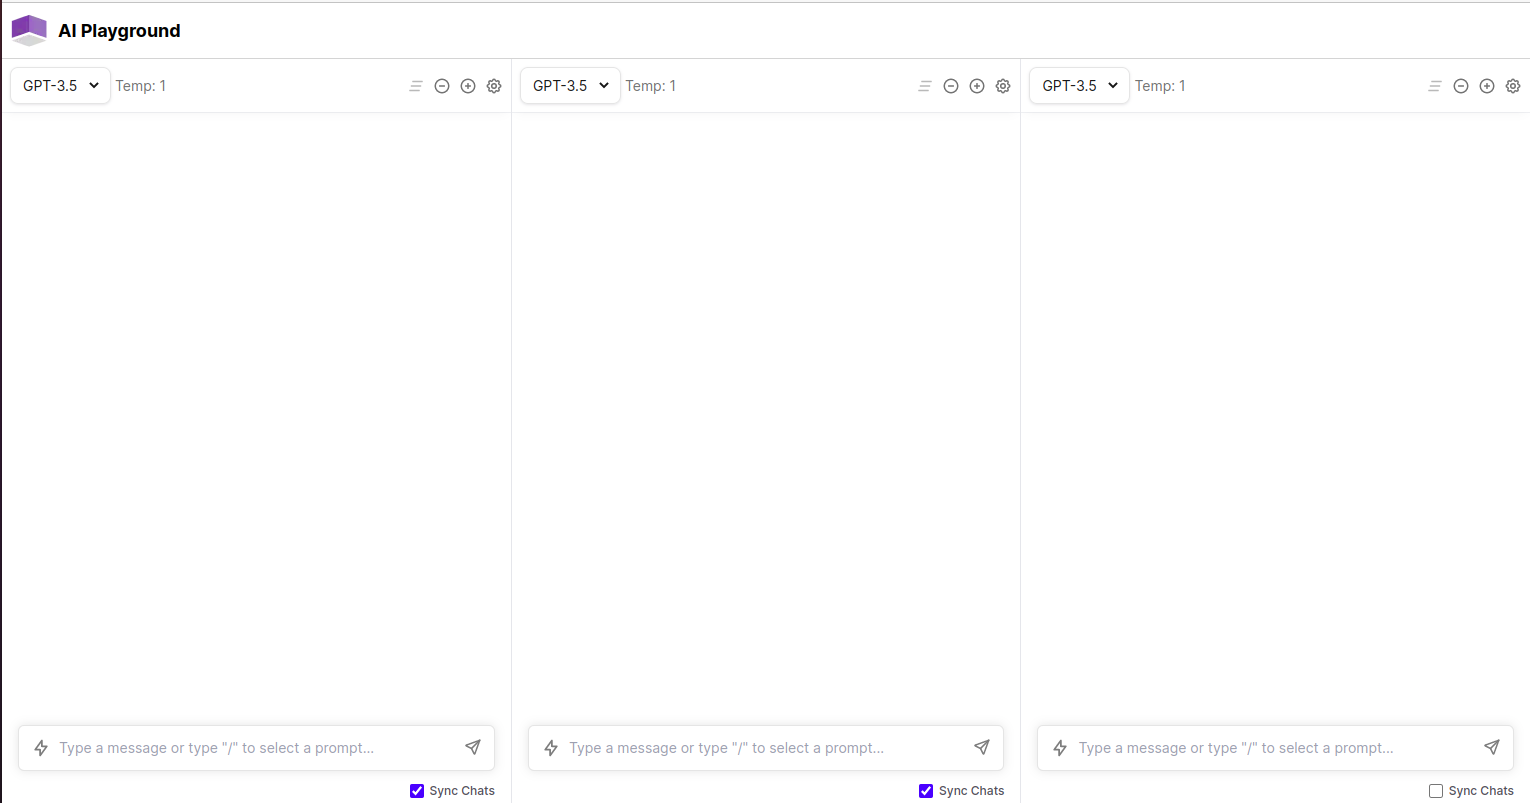 AI Playground
GPT-3.5 Temp: 1
GPT-3.5 Temp: 1
GPT-3.5 Temp: 1
Type a message or type "/" to select a prompt...
Type a message or type "/" to select a prompt...
Type a message or type "/" to select a prompt...
Sync Chats
Sync Chats
Sync Chats